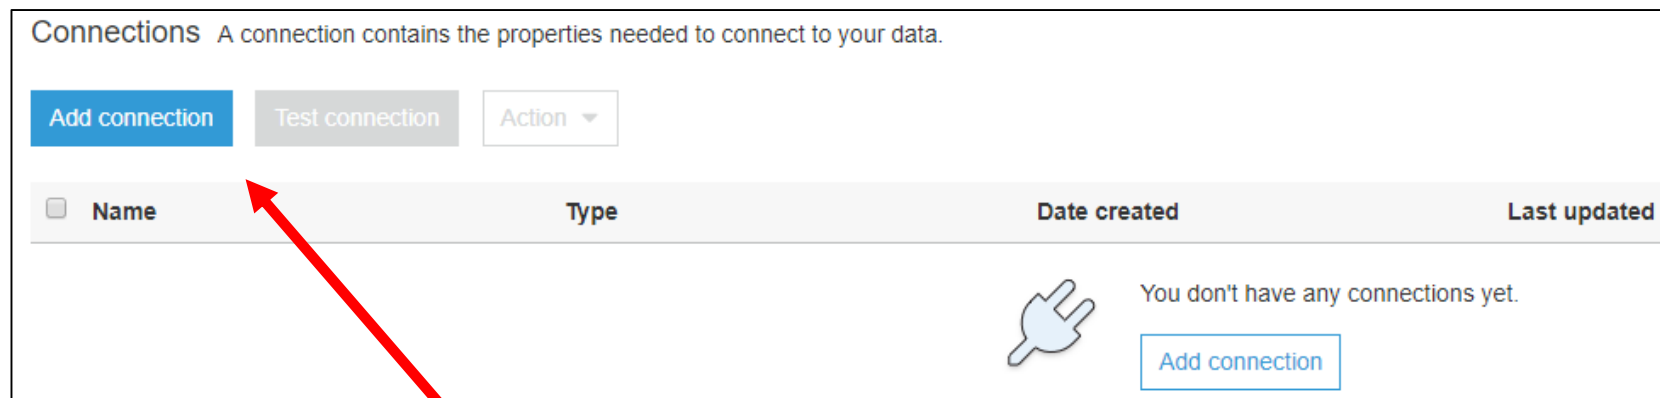 Connections A connection contains the properties needed to connect to your data.
Add connection Test connection Action
Name Type Date created Last updated
You don't have any connections yet.
Add connection